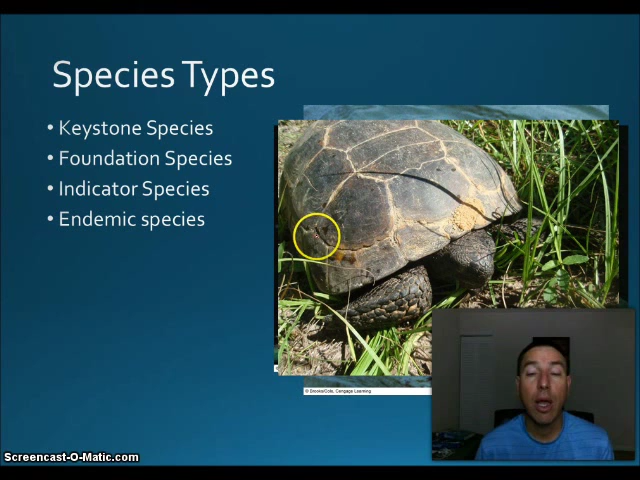 Species Types
• Keystone Species
• Foundation Species
• Indicator Species
• Endemic species
© Brooks/Cole, Cengage Learning
Screencast-O-Matic.com